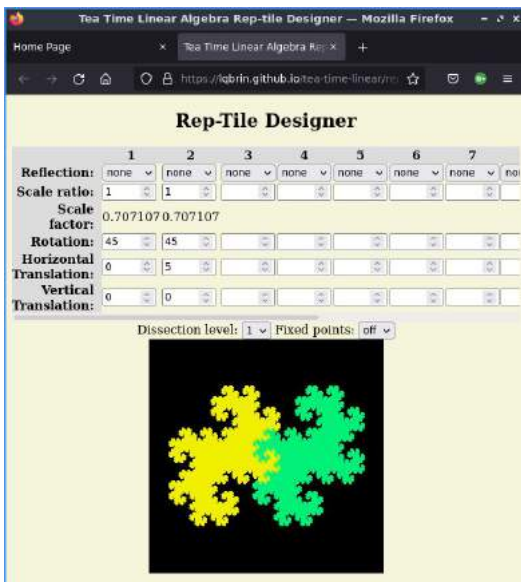 Tea Time Linear Algebra Rep-tile Designer — Mozilla Firefox
Home Page
Tea Time Linear Algebra Re
https://lqbrin.github.io/tea-time-linear/re
Rep-Tile Designer
1 2 3 4 5 6 7
Reflection: none none none none none none none
Scale ratio: 1 1
Scale
factor: 0.707107 0.707107
Rotation: 45 45
Horizontal
Translation: 0 5
Vertical
Translation: 0 0
Dissection level: 1 Fixed points: off